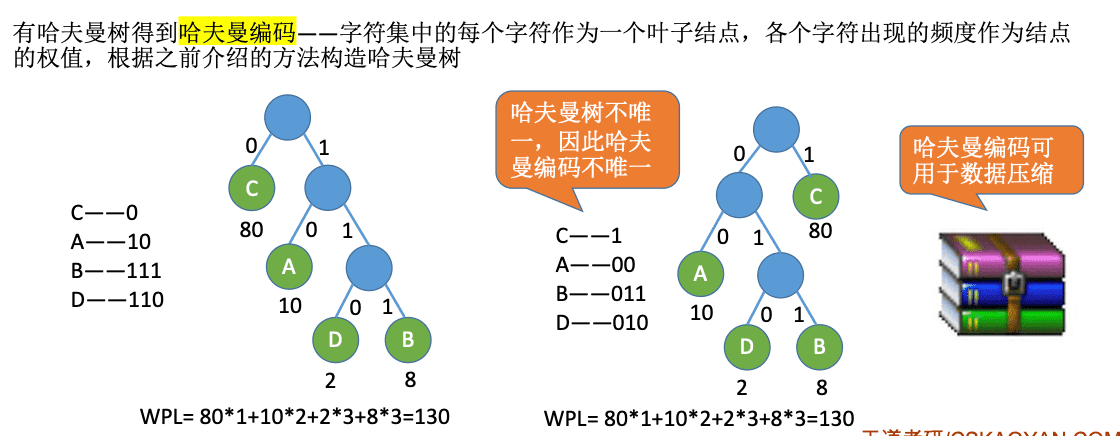 有哈夫曼树得到哈夫曼编码——字符集中的每个字符作为一个叶子结点，各个字符出现的频度作为结点
的权值，根据之前介绍的方法构造哈夫曼树
C——0
A——10
B——111
D——110
0
1
C
80
0
1
A
10
0
1
D
B
2
8
WPL= 80*1+10*2+2*3+8*3=130
哈夫曼树不唯
一，因此哈夫
曼编码不唯一
C——1
A——00
B——011
D——010
0
1
C
80
0
1
A
10
0
1
D
B
2
8
WPL= 80*1+10*2+2*3+8*3=130
哈夫曼编码可
用于数据压缩